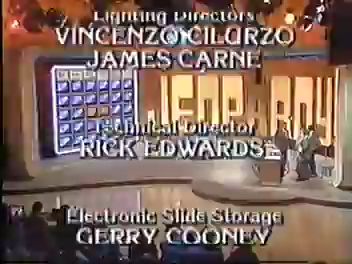 Lighting Directors
VINCENZO CILURZO
JAMES CARNE
JEOPARDY!
Technical Director
RICK EDWARDS
Electronic Slide Storage
GERRY COONEY